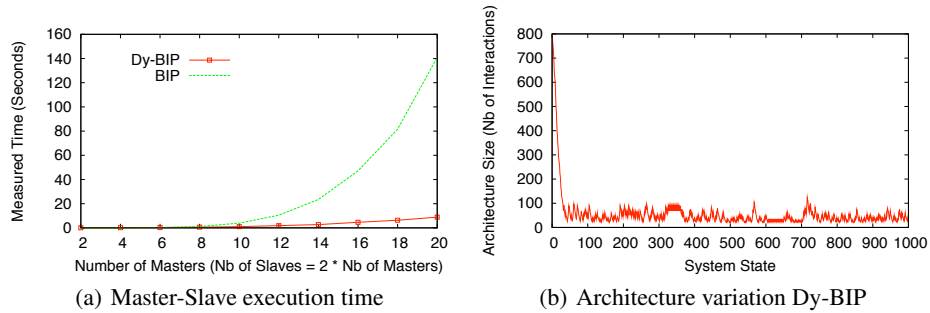 160
140
120
100
80
60
40
20
0
Measured Time (Seconds)
Dy-BIP
BIP
2 4 6 8 10 12 14 16 18 20
Number of Masters (Nb of Slaves = 2 * Nb of Masters)
(a) Master-Slave execution time
800
700
600
500
400
300
200
100
0
Architecture Size (Nb of Interactions)
0 100 200 300 400 500 600 700 800 900 1000
System State
(b) Architecture variation Dy-BIP